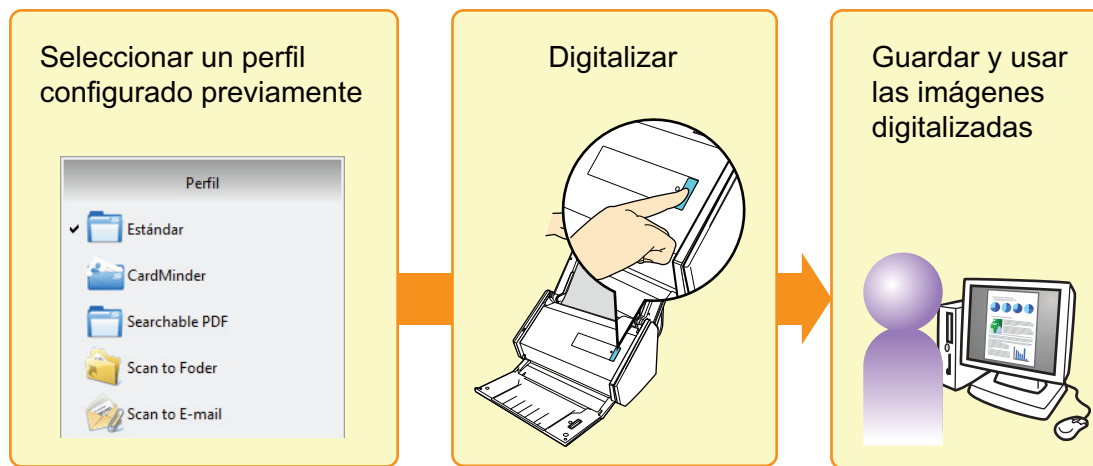 Seleccionar un perfil
configurado previamente
Perfil
Estándar
CardMinder
Searchable PDF
Scan to Foder
Scan to E-mail
Digitalizar
Guardar y usar
las imágenes
digitalizadas